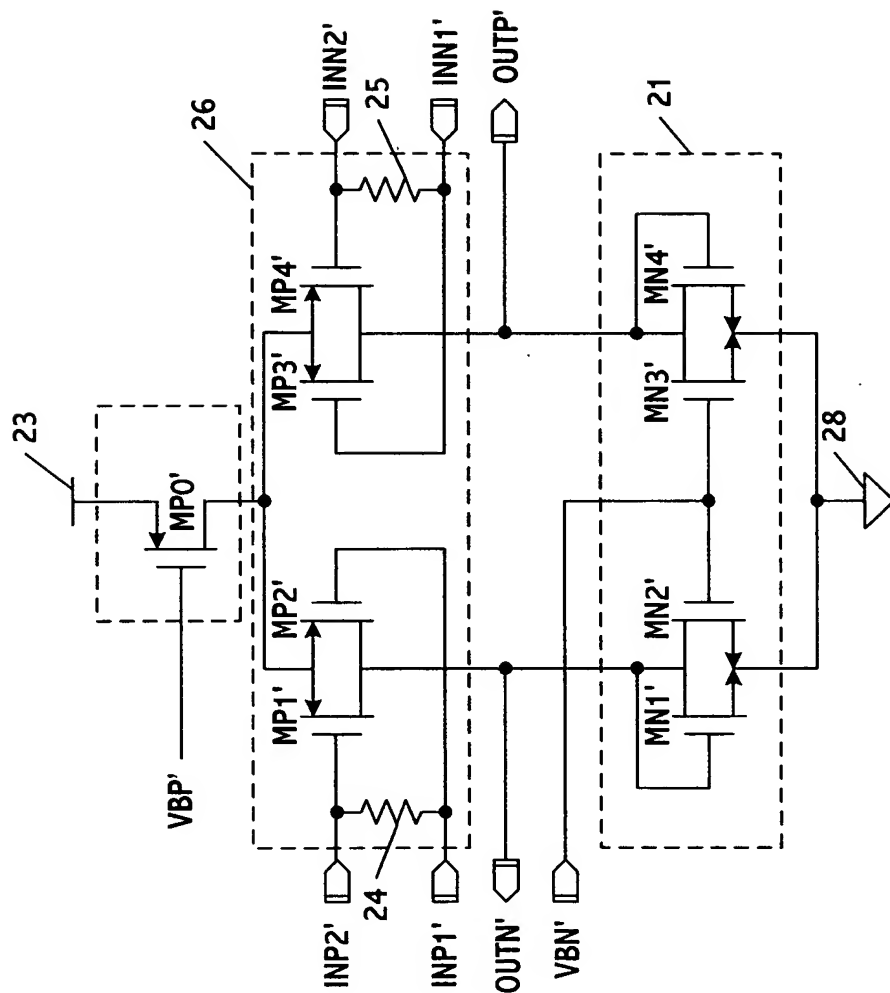 23
MP0'
VBP'
26
MP1'
MP2'
MP3'
MP4'
INP2'
24
INP1'
INN2'
25
INN1'
OUTN'
OUTP'
VBN'
21
MN1'
MN2'
MN3'
MN4'
28